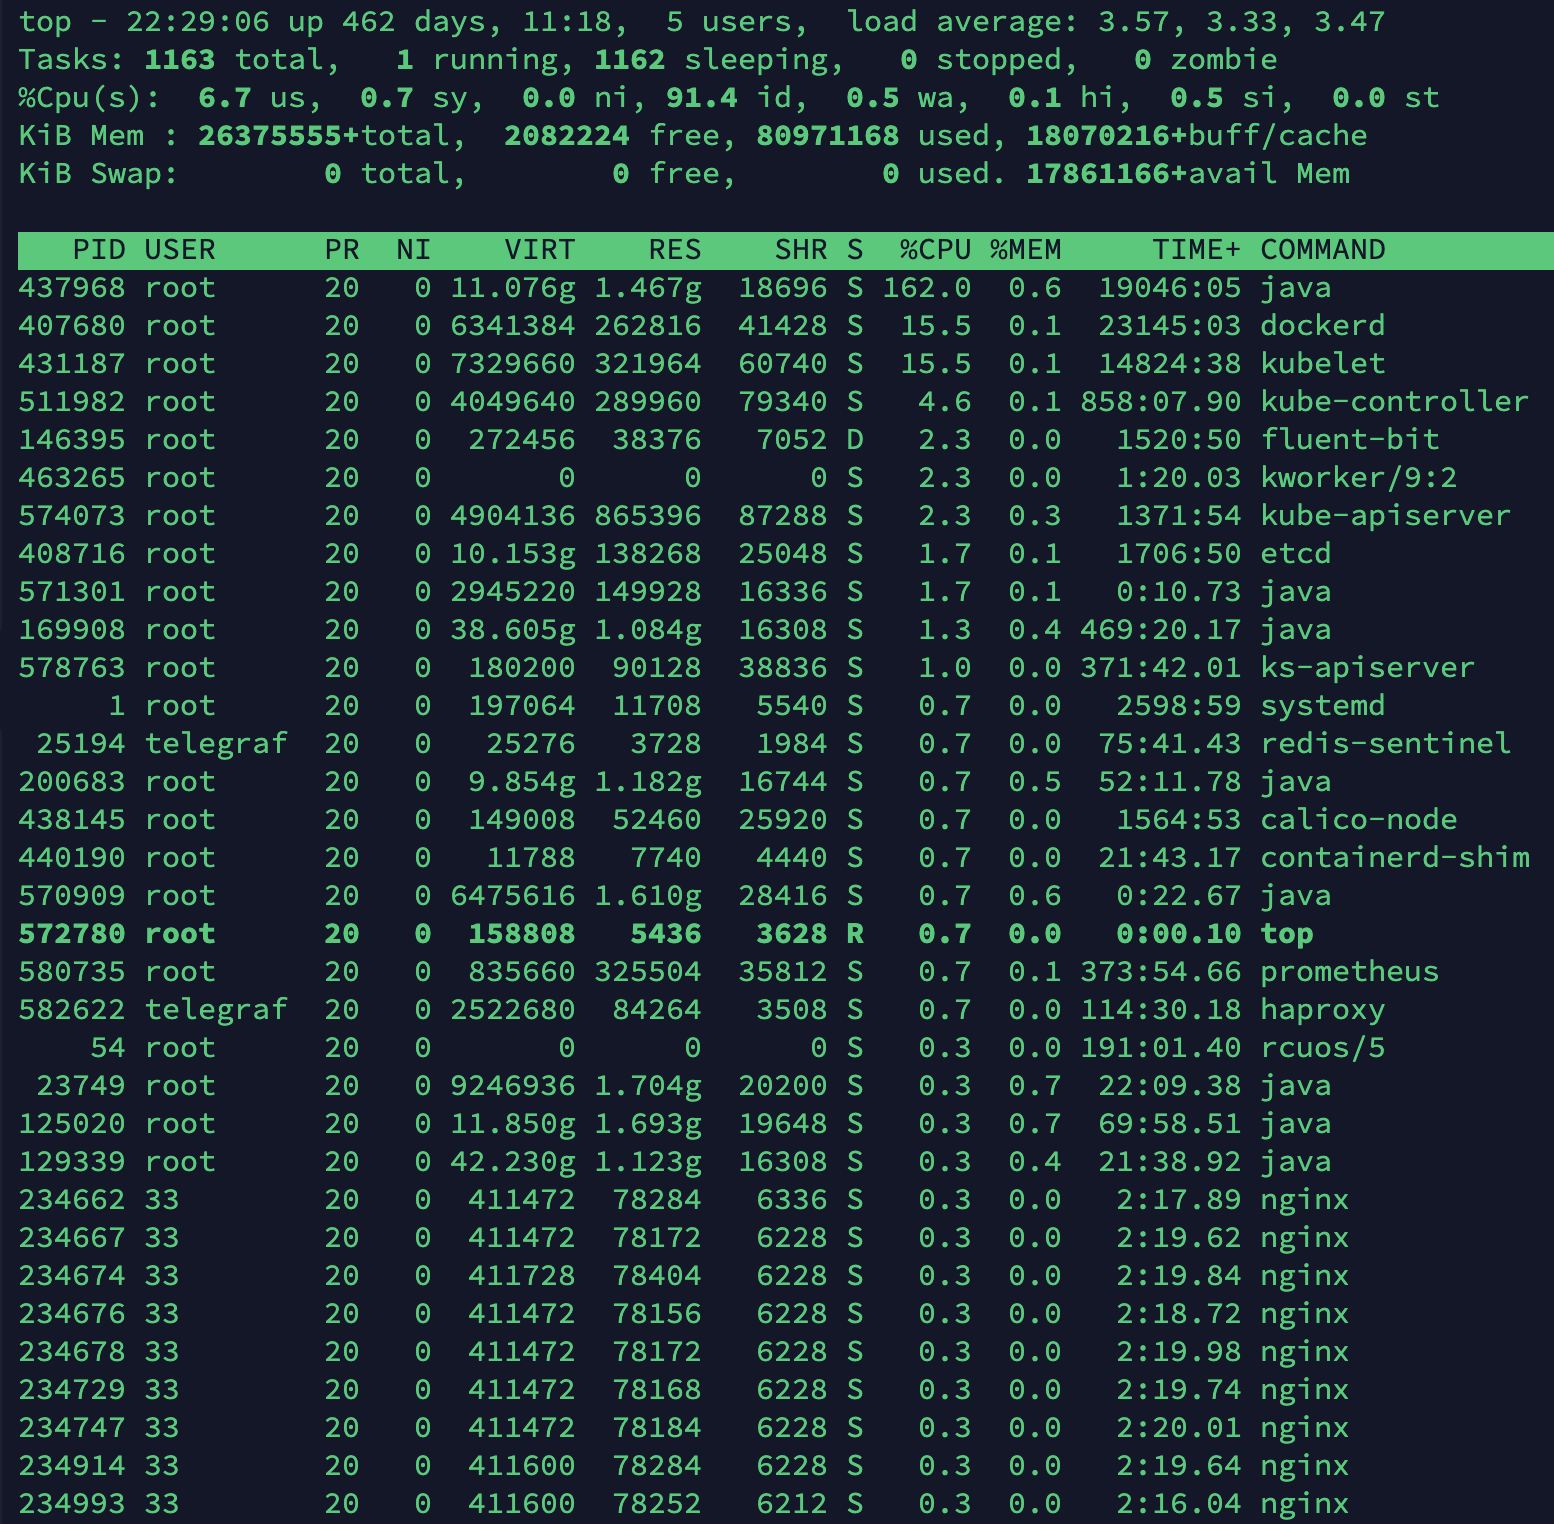 top - 22:29:06 up 462 days, 11:18,  5 users,  load average: 3.57, 3.33, 3.47
Tasks: 1163 total,   1 running, 1162 sleeping,   0 stopped,   0 zombie
%Cpu(s):  6.7 us,  0.7 sy,  0.0 ni, 91.4 id,  0.5 wa,  0.1 hi,  0.5 si,  0.0 st
KiB Mem : 26375555+total,  2082224 free, 80971168 used, 18070216+buff/cache
KiB Swap:        0 total,        0 free,        0 used. 17861166+avail Mem
   PID USER      PR  NI    VIRT    RES    SHR S  %CPU %MEM     TIME+ COMMAND
437968 root      20   0 11.076g 1.467g  18696 S 162.0  0.6  19046:05 java
407680 root      20   0 6341384 262816  41428 S  15.5  0.1  23145:03 dockerd
431187 root      20   0 7329660 321964  60740 S  15.5  0.1  14824:38 kubelet
511982 root      20   0 4049640 289960  79340 S   4.6  0.1 858:07.90 kube-controller
146395 root      20   0  272456  38376   7052 D   2.3  0.0   1520:50 fluent-bit
463265 root      20   0       0      0      0 S   2.3  0.0   1:20.03 kworker/9:2
574073 root      20   0 4904136 865396  87288 S   2.3  0.3   1371:54 kube-apiserver
408716 root      20   0 10.153g 138268  25048 S   1.7  0.1   1706:50 etcd
571301 root      20   0 2945220 149928  16336 S   1.7  0.1   0:10.73 java
169908 root      20   0 38.605g 1.084g  16308 S   1.3  0.4 469:20.17 java
578763 root      20   0  180200  90128  38836 S   1.0  0.0 371:42.01 ks-apiserver
     1 root      20   0  197064  11708   5540 S   0.7  0.0   2598:59 systemd
 25194 telegraf  20   0   25276   3728   1984 S   0.7  0.0  75:41.43 redis-sentinel
200683 root      20   0  9.854g 1.182g  16744 S   0.7  0.5  52:11.78 java
438145 root      20   0  149008  52460  25920 S   0.7  0.0   1564:53 calico-node
440190 root      20   0   11788   7740   4440 S   0.7  0.0  21:43.17 containerd-shim
570909 root      20   0 6475616 1.610g  28416 S   0.7  0.6   0:22.67 java
572780 root      20   0  158808   5436   3628 R   0.7  0.0   0:00.10 top
580735 root      20   0  835660 325504  35812 S   0.7  0.1 373:54.66 prometheus
582622 telegraf  20   0 2522680  84264   3508 S   0.7  0.0 114:30.18 haproxy
    54 root      20   0       0      0      0 S   0.3  0.0 191:01.40 rcuos/5
 23749 root      20   0 9246936 1.704g  20200 S   0.3  0.7  22:09.38 java
125020 root      20   0 11.850g 1.693g  19648 S   0.3  0.7  69:58.51 java
129339 root      20   0 42.230g 1.123g  16308 S   0.3  0.4  21:38.92 java
234662 33        20   0  411472  78284   6336 S   0.3  0.0   2:17.89 nginx
234667 33        20   0  411472  78172   6228 S   0.3  0.0   2:19.62 nginx
234674 33        20   0  411728  78404   6228 S   0.3  0.0   2:19.84 nginx
234676 33        20   0  411472  78156   6228 S   0.3  0.0   2:18.72 nginx
234678 33        20   0  411472  78172   6228 S   0.3  0.0   2:19.98 nginx
234729 33        20   0  411472  78168   6228 S   0.3  0.0   2:19.74 nginx
234747 33        20   0  411472  78184   6228 S   0.3  0.0   2:20.01 nginx
234914 33        20   0  411600  78284   6228 S   0.3  0.0   2:19.64 nginx
234993 33        20   0  411600  78252   6212 S   0.3  0.0   2:16.04 nginx